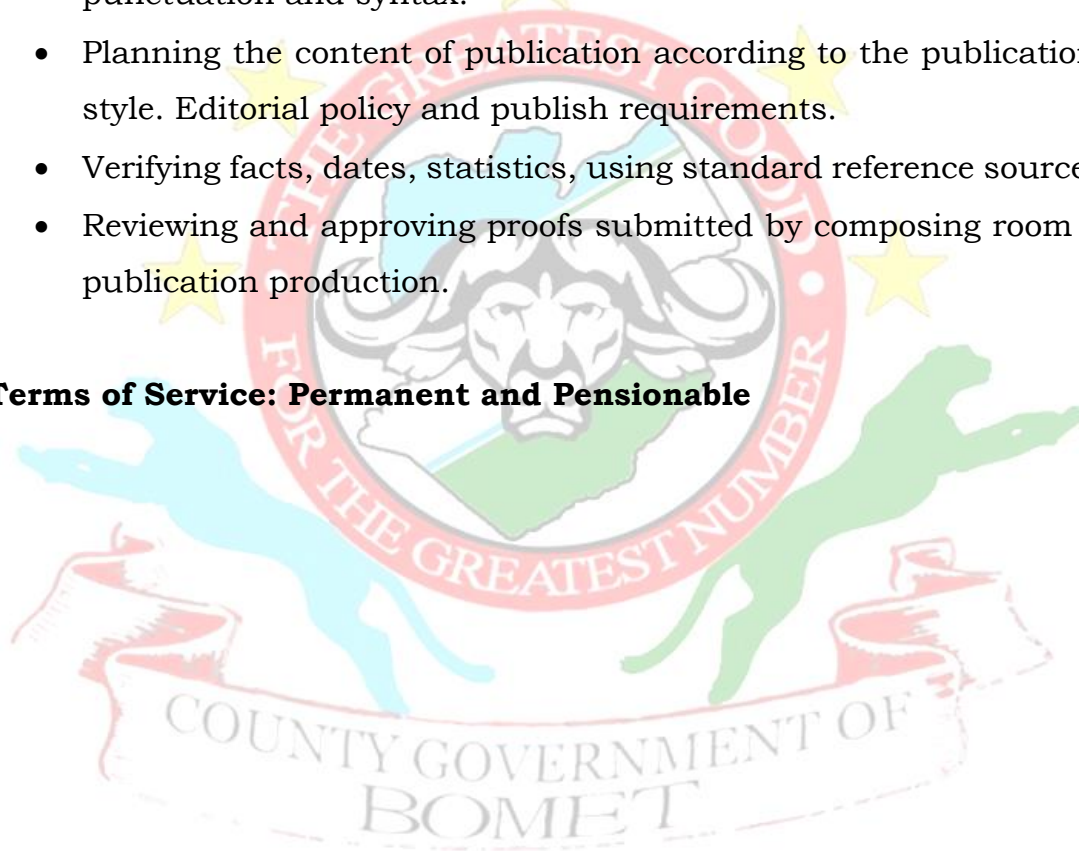 punctuation and syntax.
• Planning the content of publication according to the publication
style. Editorial policy and publish requirements.
• Verifying facts, dates, statistics, using standard reference source
• Reviewing and approving proofs submitted by composing room
publication production.
Terms of Service: Permanent and Pensionable
THE GREATEST GOOD
FOR THE GREATEST NUMBER
COUNTY GOVERNMENT OF
BOMET